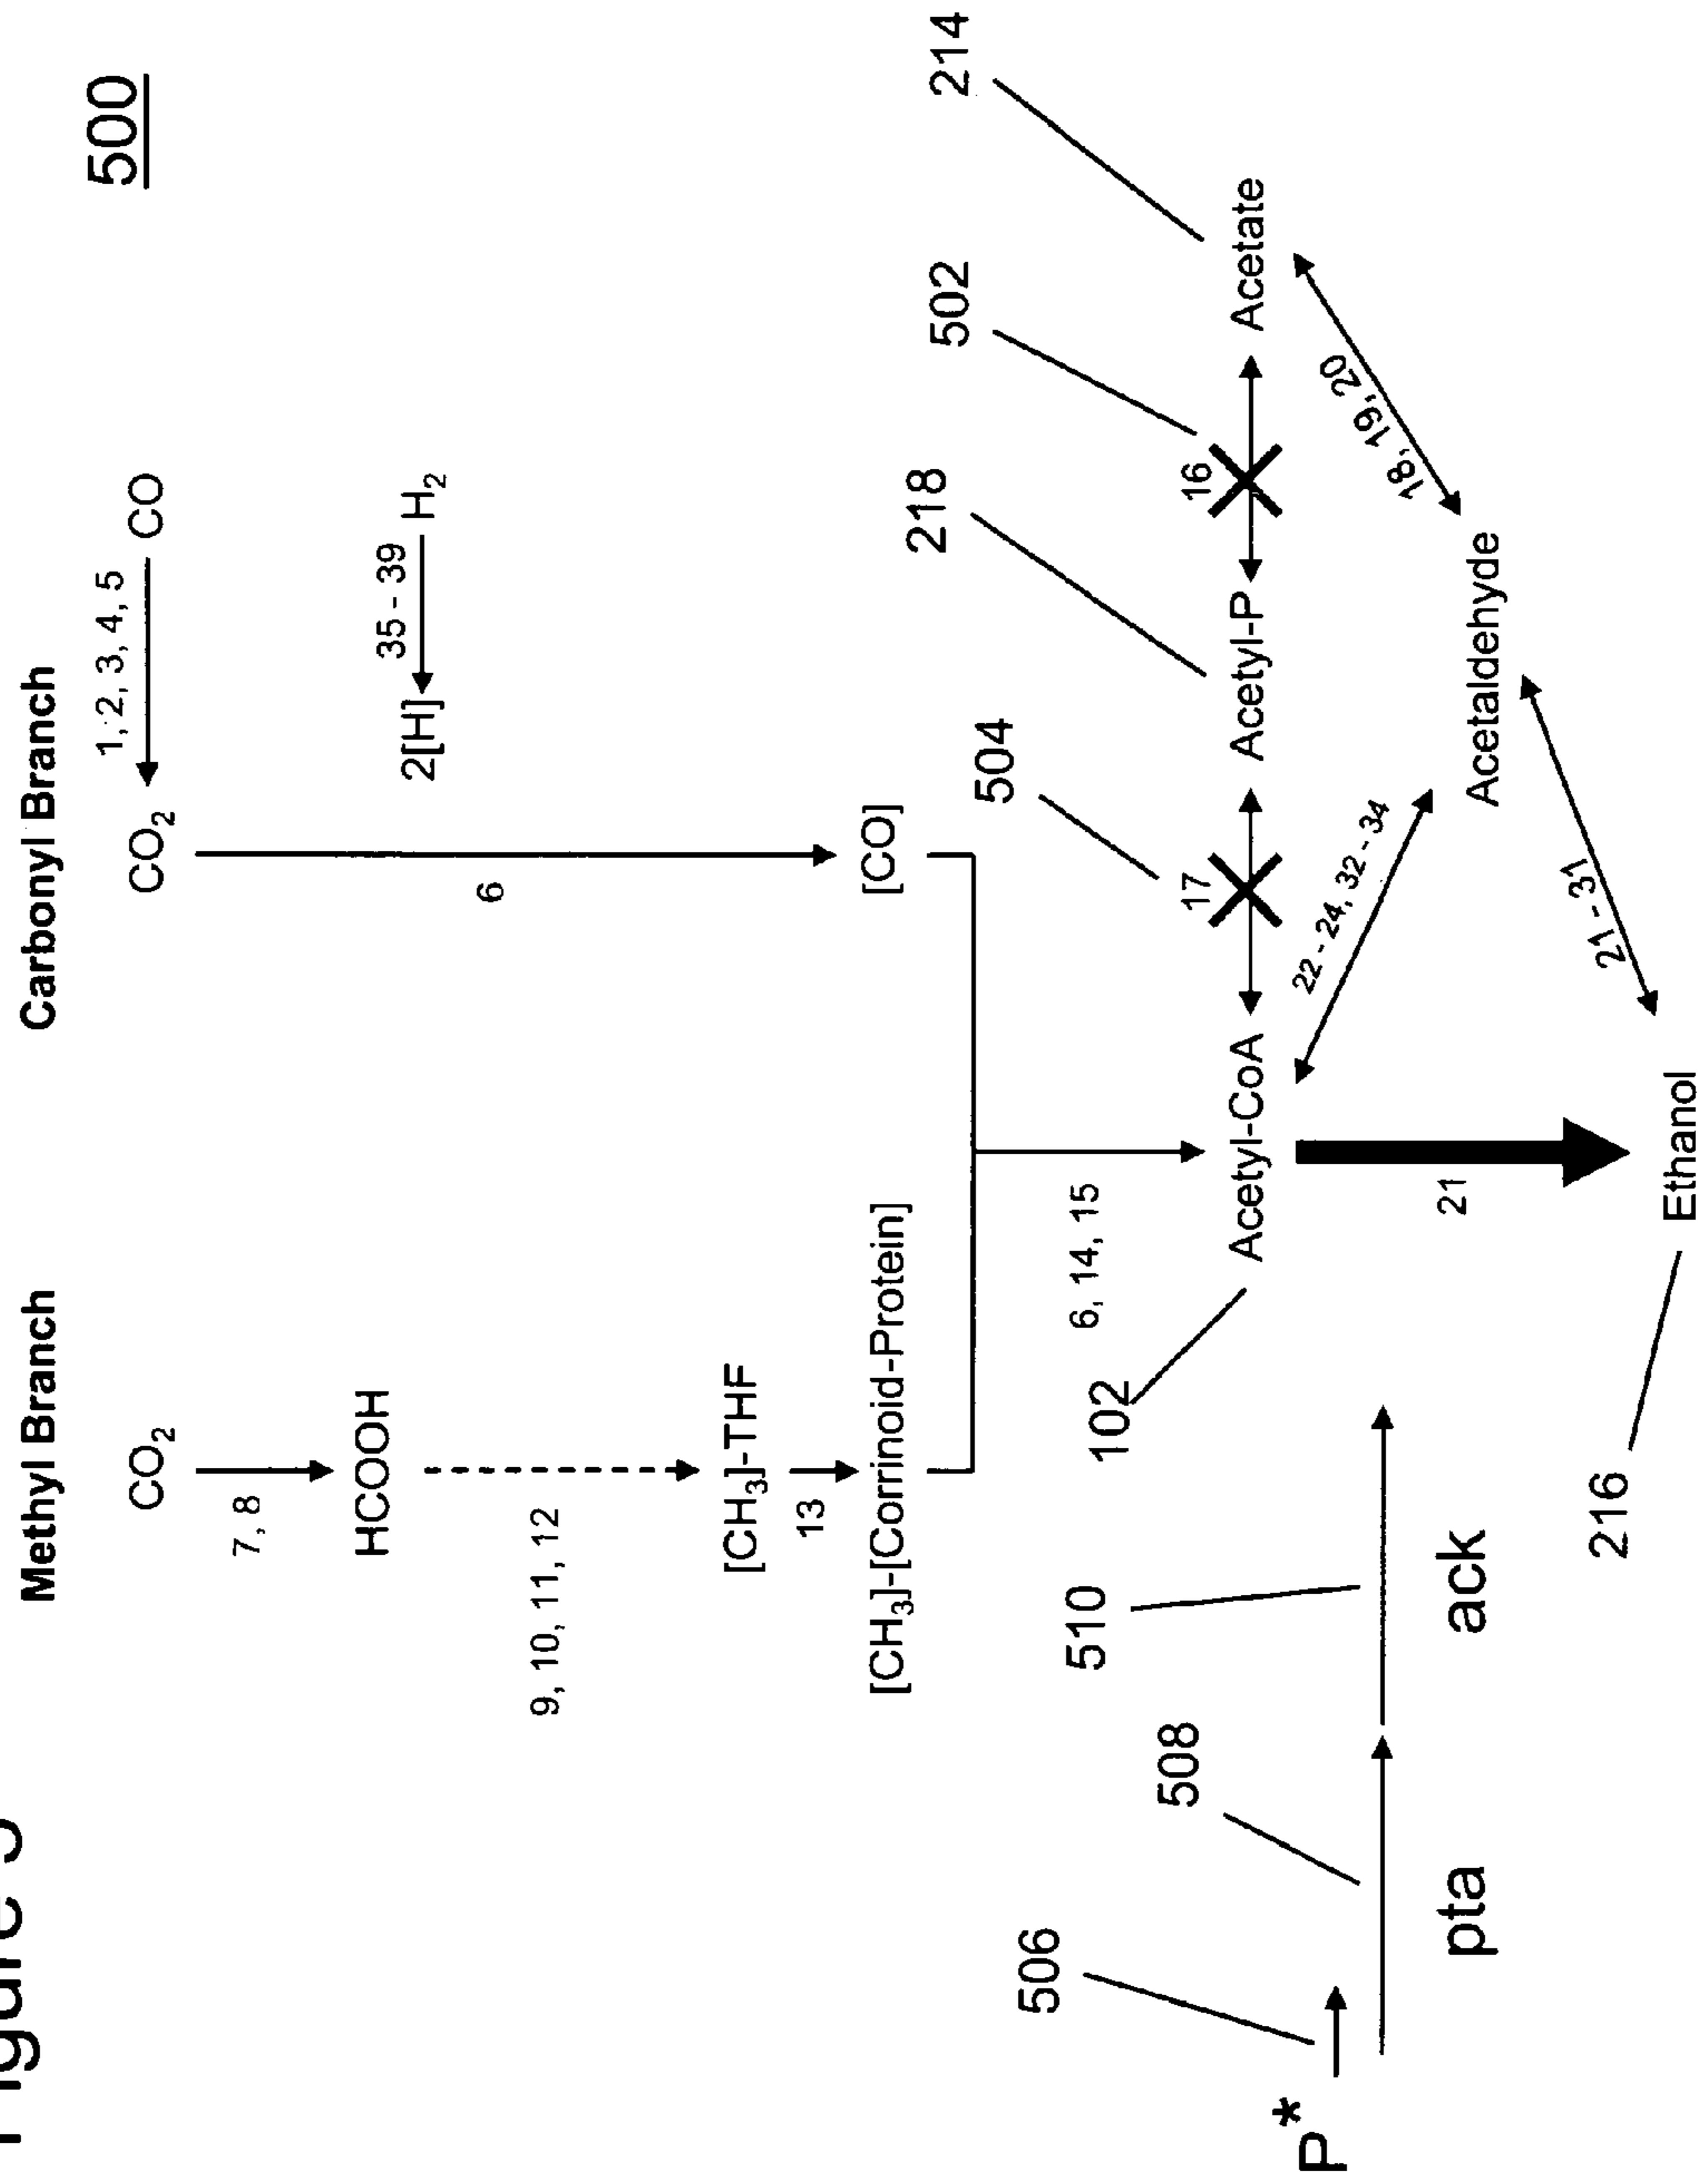 Figure 5
500
Methyl Branch
Carbonyl Branch
CO2
CO2
1, 2, 3, 4, 5
CO
7, 8
HCOOH
2[H]
35 - 39
H2
6
9, 10, 11, 12
[CH3]-THF
13
[CH3]-[Corrinoid-Protein]
[CO]
6, 14, 15
102
504
218
502
214
Acetyl-CoA
17
Acetyl-P
16
Acetate
22 - 24, 32 - 34
18, 19, 20
21
Acetaldehyde
21 - 31
216
Ethanol
506
508
510
P*
pta
ack